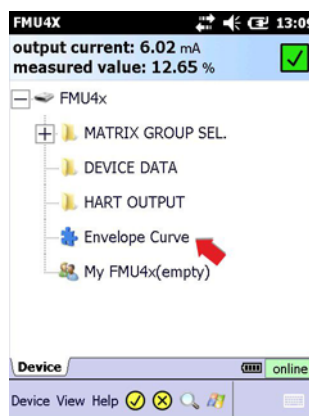 FMU4X 13:09
output current: 6.02 mA
measured value: 12.65 %
FMU4x
MATRIX GROUP SEL.
DEVICE DATA
HART OUTPUT
Envelope Curve
My FMU4x(empty)
Device online
Device View Help